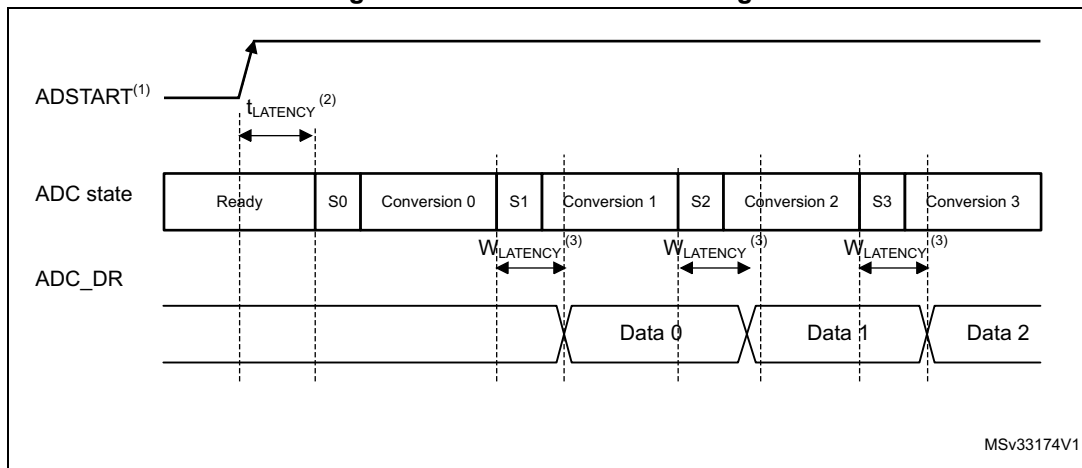 ADSTART(1)
tLATENCY (2)
ADC state
Ready
S0
Conversion 0
S1
Conversion 1
S2
Conversion 2
S3
Conversion 3
WLATENCY(3)
WLATENCY(3)
WLATENCY(3)
ADC_DR
Data 0
Data 1
Data 2
MSv33174V1